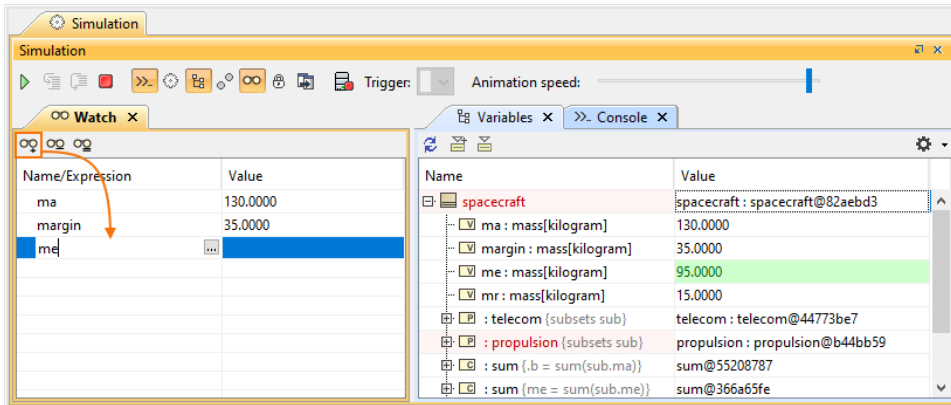 Simulation
Simulation
Trigger: Animation speed:
Watch
Variables Console
Name/Expression Value
ma 130.0000
margin 35.0000
me ...
Name Value
spacecraft spacecraft : spacecraft@82aebd3
V ma : mass[kilogram] 130.0000
V margin : mass[kilogram] 35.0000
V me : mass[kilogram] 95.0000
V mr : mass[kilogram] 15.0000
P : telecom {subsets sub} telecom : telecom@44773be7
P : propulsion {subsets sub} propulsion : propulsion@b44bb59
C : sum {.b = sum(sub.ma)} sum@55208787
C : sum {me = sum(sub.me)} sum@366a65fe